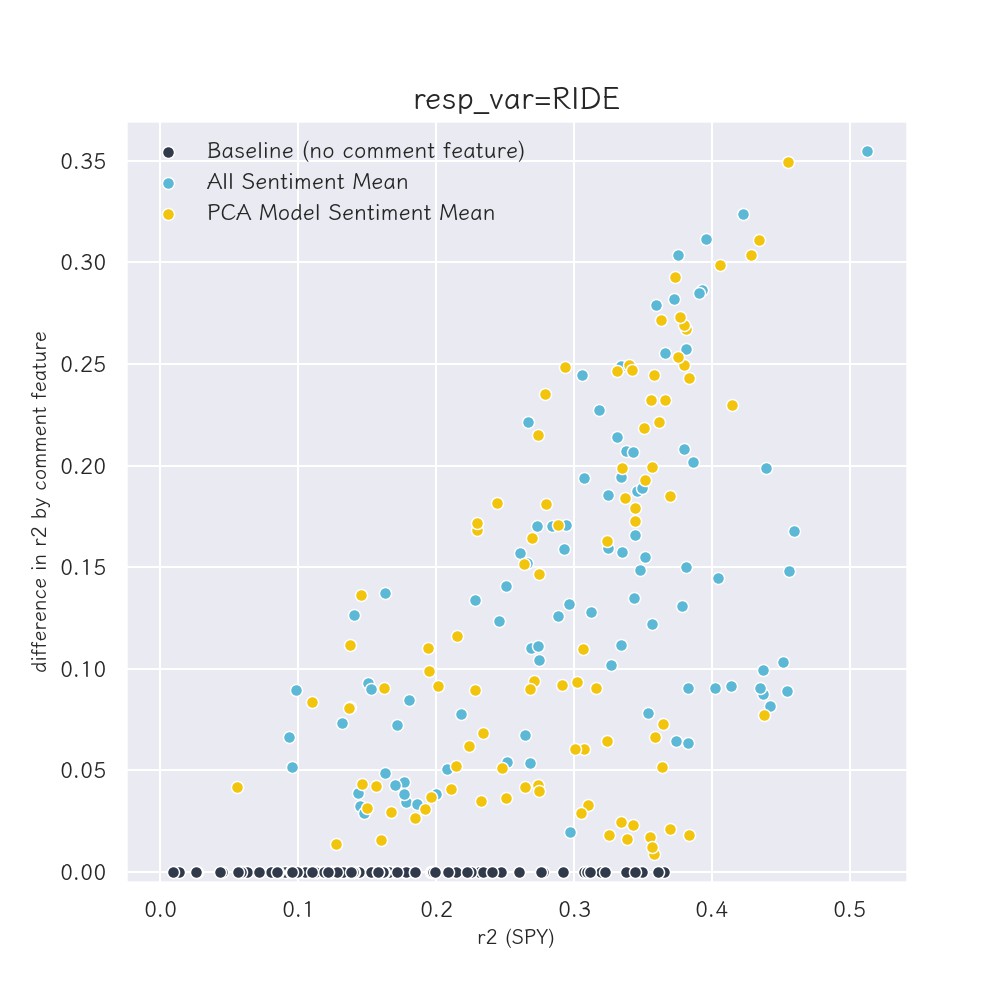 resp_var=RIDE
Baseline (no comment feature)
All Sentiment Mean
PCA Model Sentiment Mean
difference in r2 by comment feature
0.35
0.30
0.25
0.20
0.15
0.10
0.05
0.00
0.0 0.1 0.2 0.3 0.4 0.5
r2 (SPY)